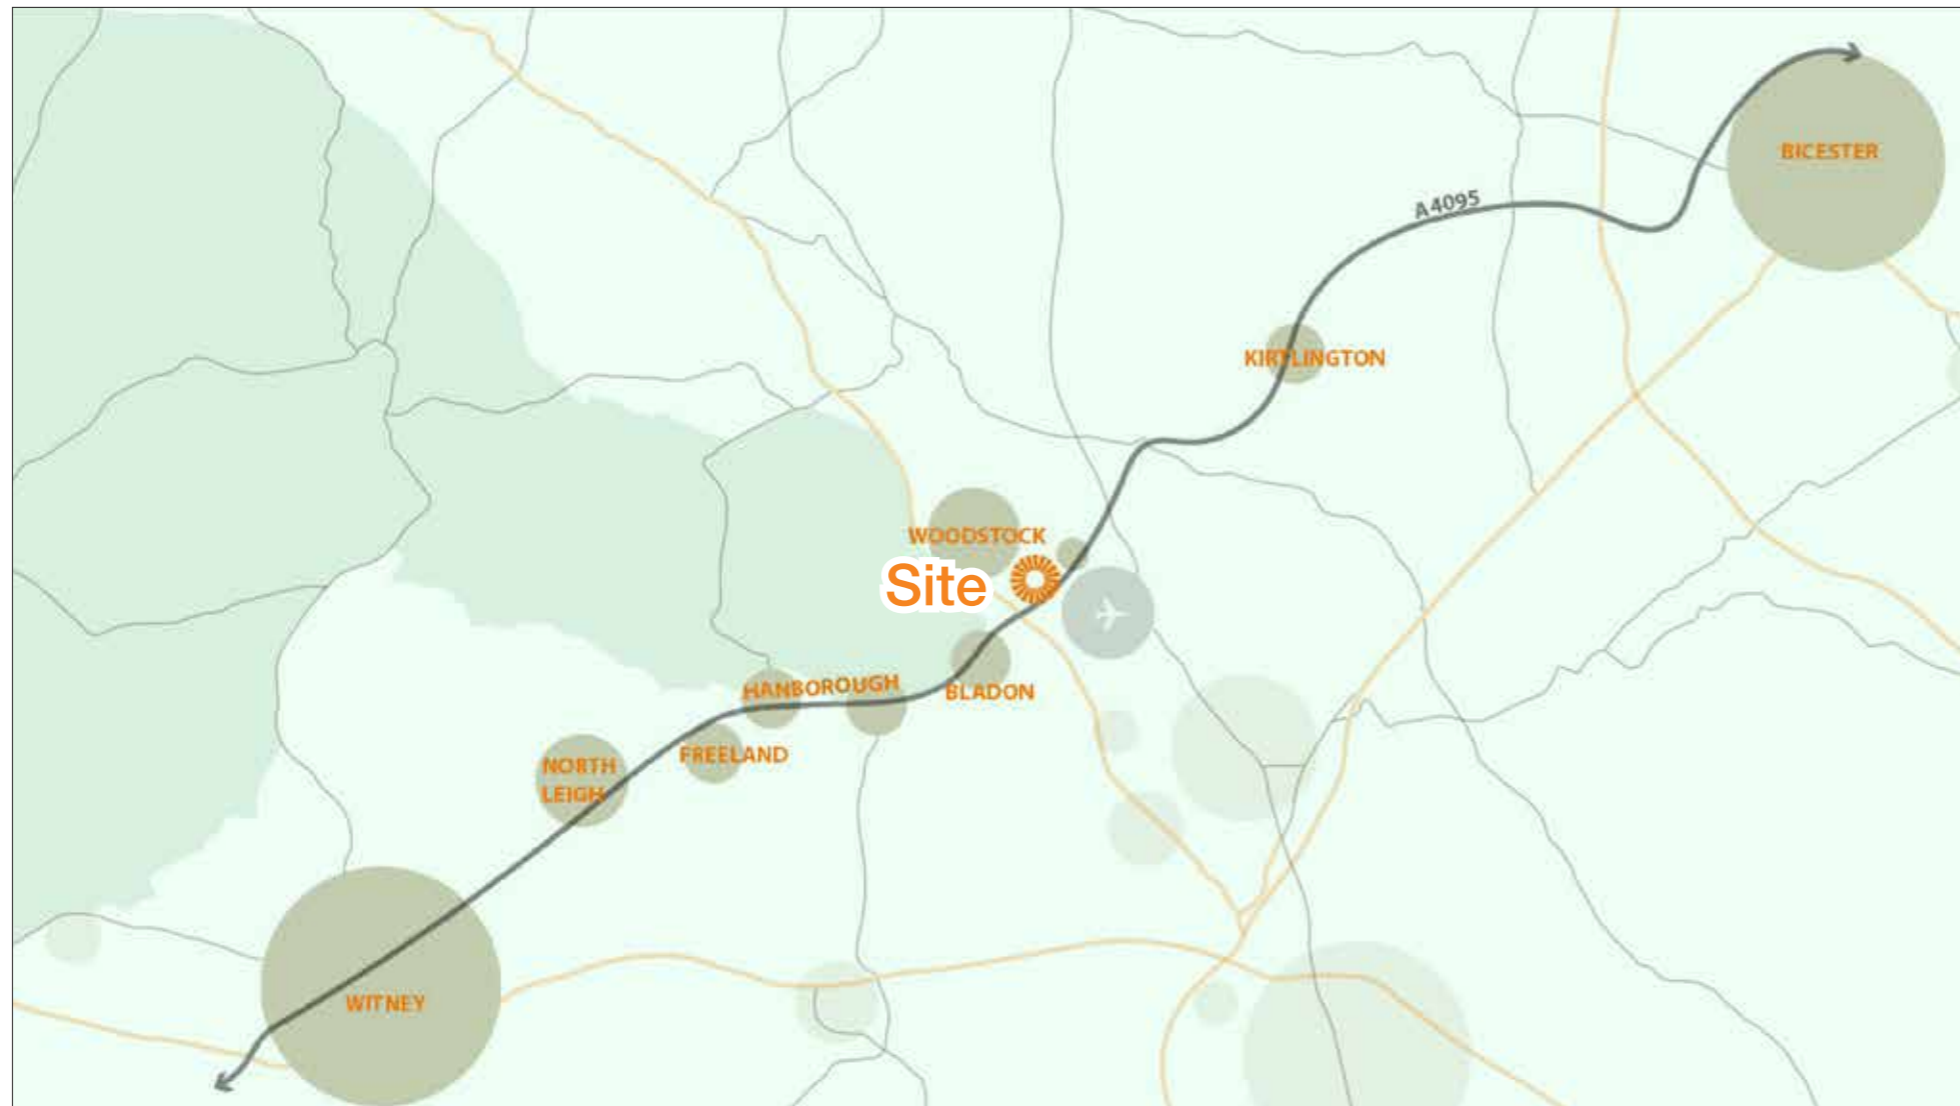 BICESTER
A4095
KIRTLINGTON
WOODSTOCK
Site
HANBOROUGH
BLADON
FREELAND
NORTH
LEIGH
WITNEY